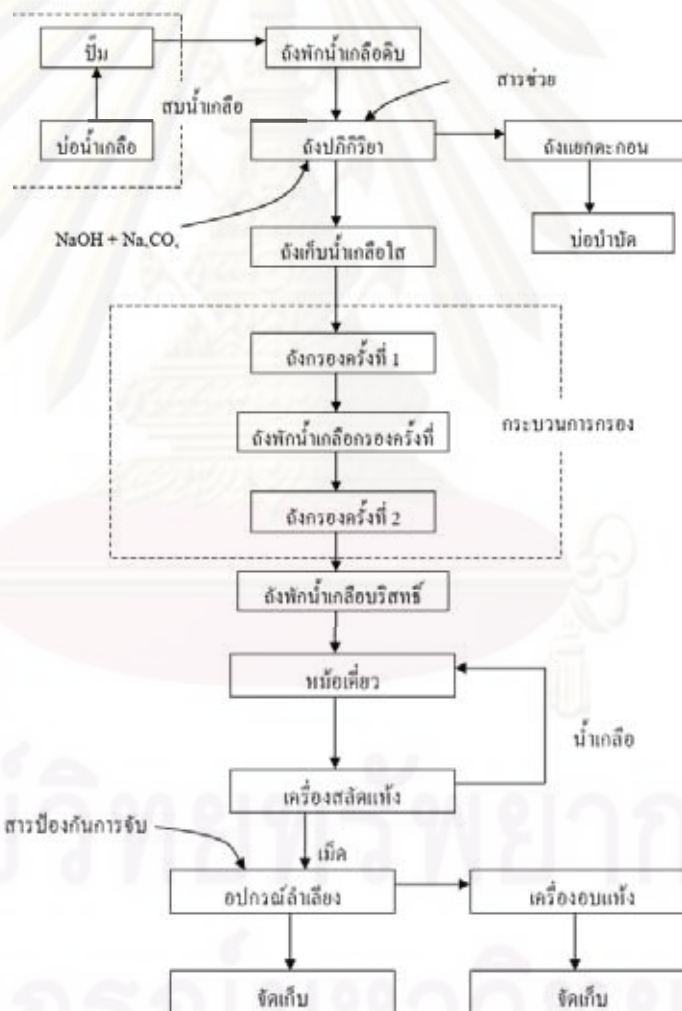 ปั๊ม
ถังพักน้ำเกลือดิบ
สารช่วย
สบน้ำเกลือ
บ่อน้ำเกลือ
ถังปฏิกิริยา
ถังแยกตะกอน
NaOH + Na₂CO₃
ถังเก็บน้ำเกลือใส
บ่อบำบัด
ถังกรองครั้งที่ 1
ถังพักน้ำเกลือกรองครั้งที่
กระบวนการกรอง
ถังกรองครั้งที่ 2
ถังพักน้ำเกลือบริสทธิ์
หม้อเคี่ยว
น้ำเกลือ
เครื่องสลัดแห้ง
สารป้องกันการจับ
เม็ด
อปกรณ์ลำเลียง
เครื่องอบแห้ง
จัดเก็บ
จัดเก็บ